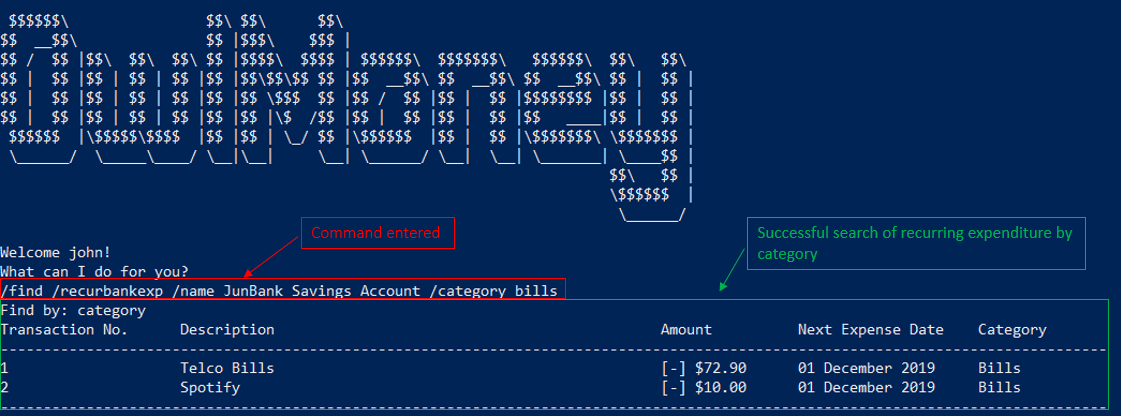 $$$$$$\                $$\ $$\      $$\
$$  __$$\               $$ |$$$\    $$$ |
$$ /  $$ |$$\  $$\  $$\ $$ |$$$$\  $$$$ | $$$$$$\  $$$$$$$\   $$$$$$\  $$\   $$\
$$ |  $$ |$$ | $$ | $$ |$$ |$$\$$\$$ $$ |$$  __$$\ $$  __$$\ $$  __$$\ $$ |  $$ |
$$ |  $$ |$$ | $$ | $$ |$$ |$$ \$$$  $$ |$$ /  $$ |$$ |  $$ |$$$$$$$$ |$$ |  $$ |
$$ |  $$ |$$ | $$ | $$ |$$ |$$ |\$  /$$ |$$ |  $$ |$$ |  $$ |$$   ____|$$ |  $$ |
 $$$$$$  |\$$$$$\$$$$  |$$ |$$ | \_/ $$ |\$$$$$$  |$$ |  $$ |\$$$$$$$\ \$$$$$$$ |
 \______/  \_____\____/ \__|\__|     \__| \______/ \__|  \__| \_______| \____$$ |
                                                                       $$\   $$ |
                                                                       \$$$$$$  |
                                                                        \______/
Command entered
Successful search of recurring expenditure by
category
Welcome john!
What can I do for you?
/find /recurbankexp /name JunBank Savings Account /category bills
Find by: category
Transaction No. Description Amount Next Expense Date Category
1 Telco Bills [-] $72.90 01 December 2019 Bills
2 Spotify [-] $10.00 01 December 2019 Bills